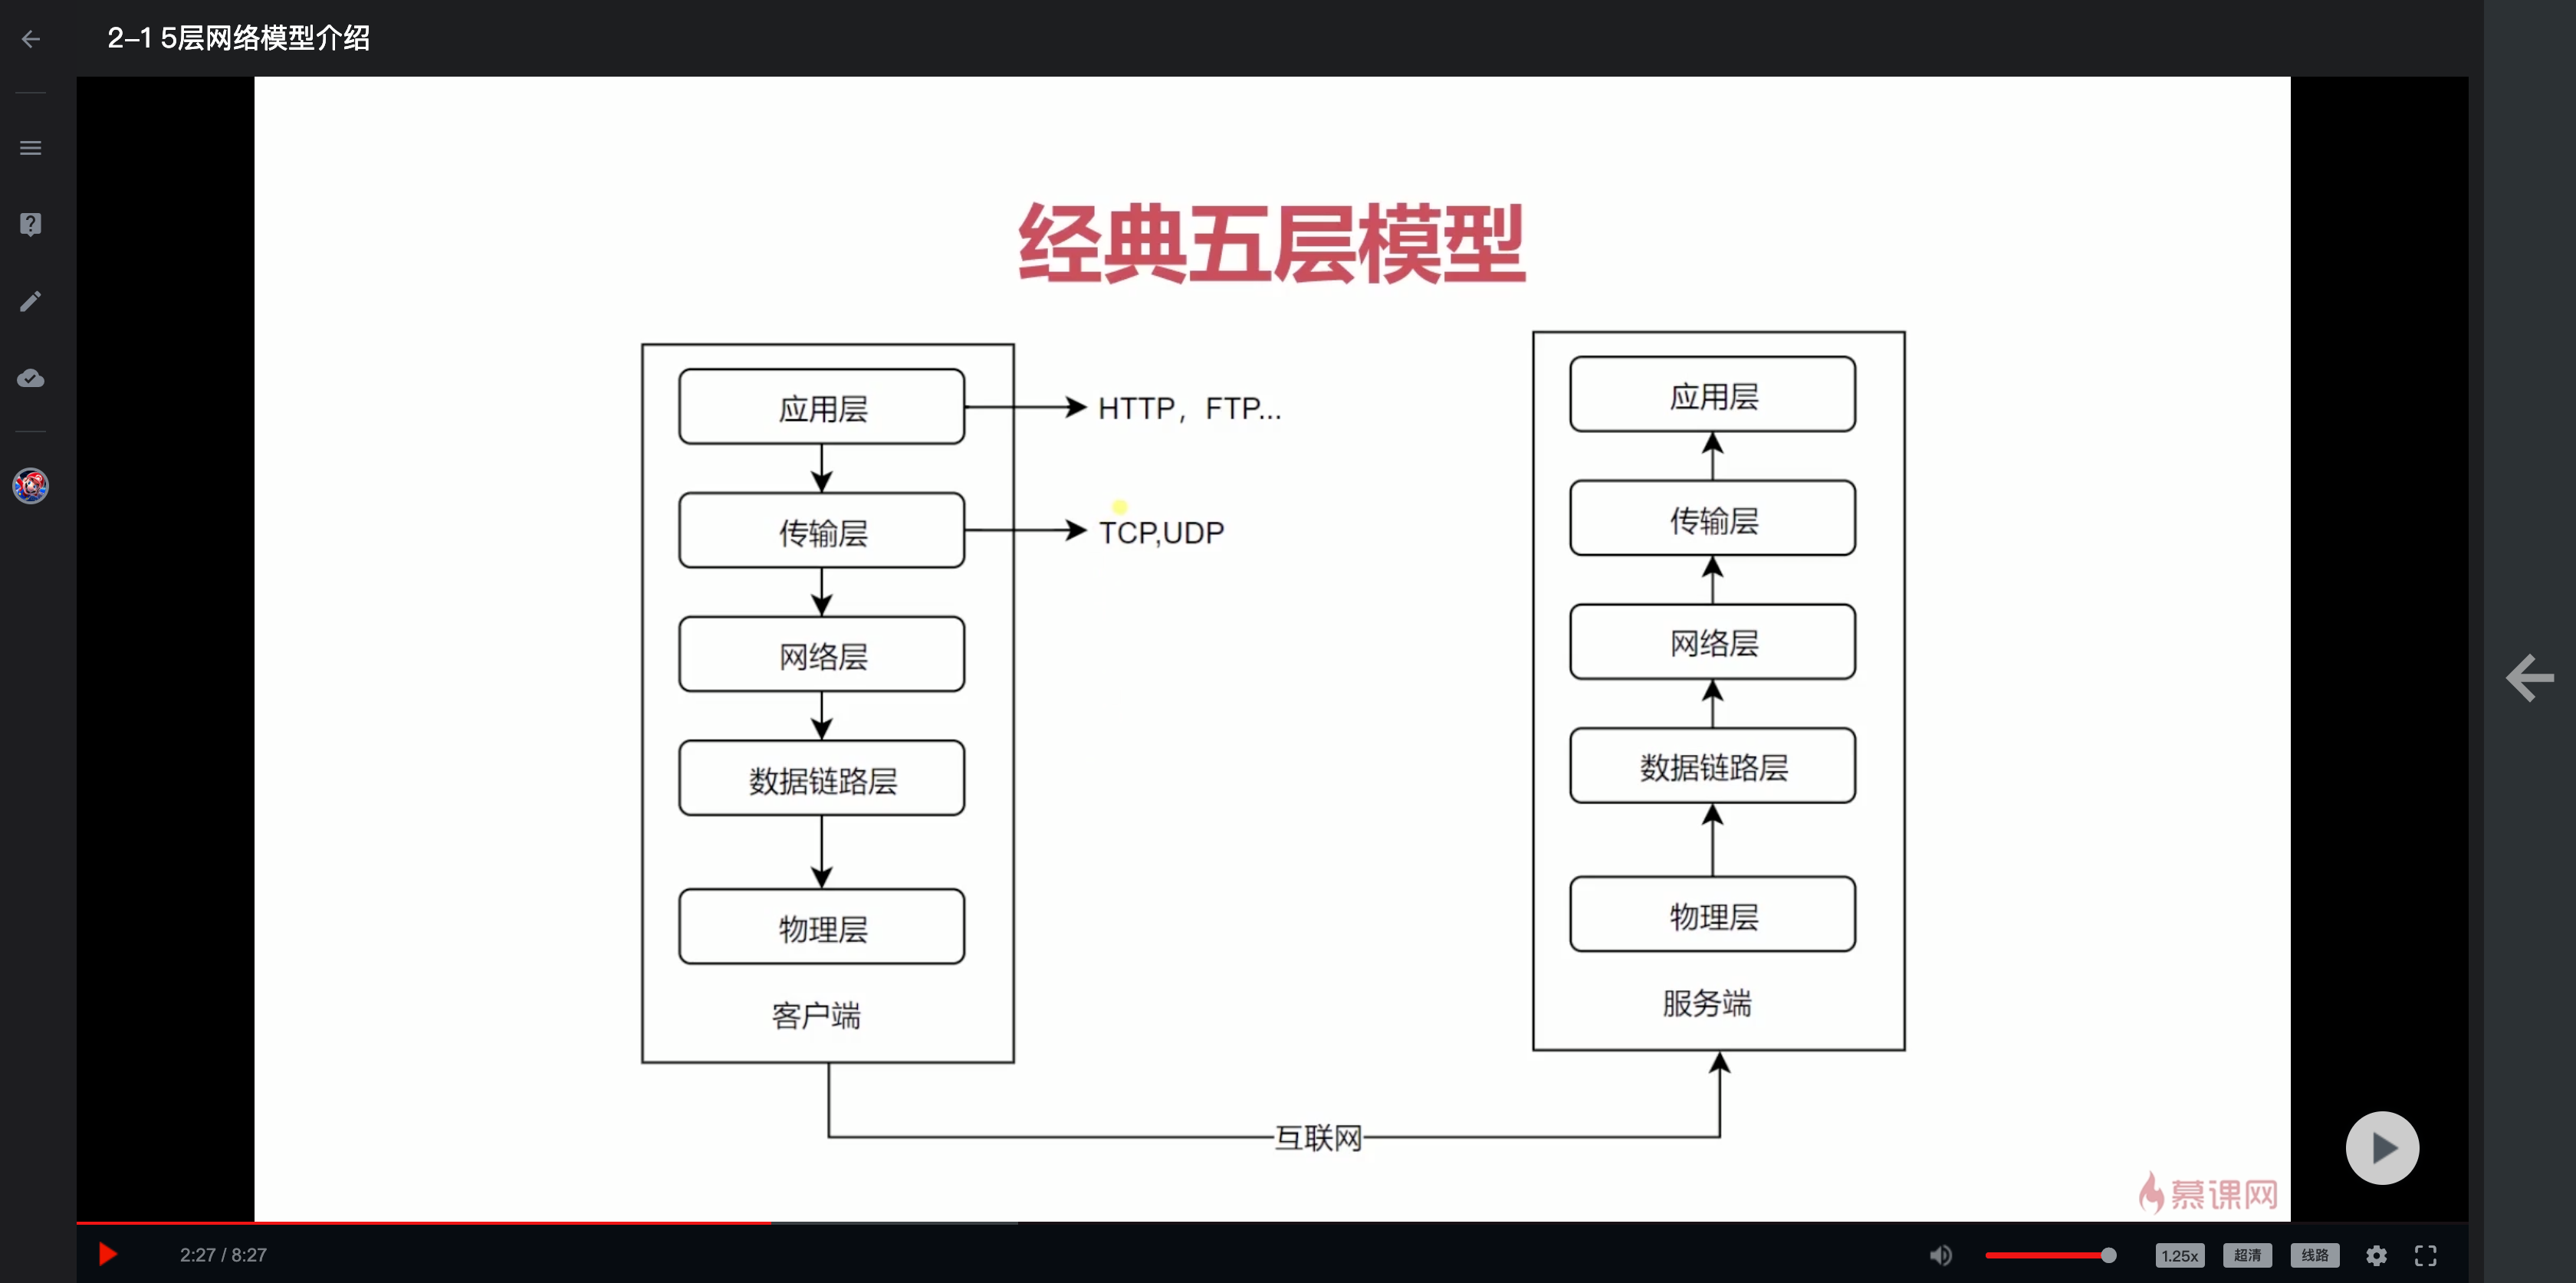 2-1 5层网络模型介绍
经典五层模型
应用层
HTTP，FTP...
传输层
TCP,UDP
网络层
数据链路层
物理层
客户端
应用层
传输层
网络层
数据链路层
物理层
服务端
互联网
慕课网
2:27 / 8:27
1.25x
超清
线路